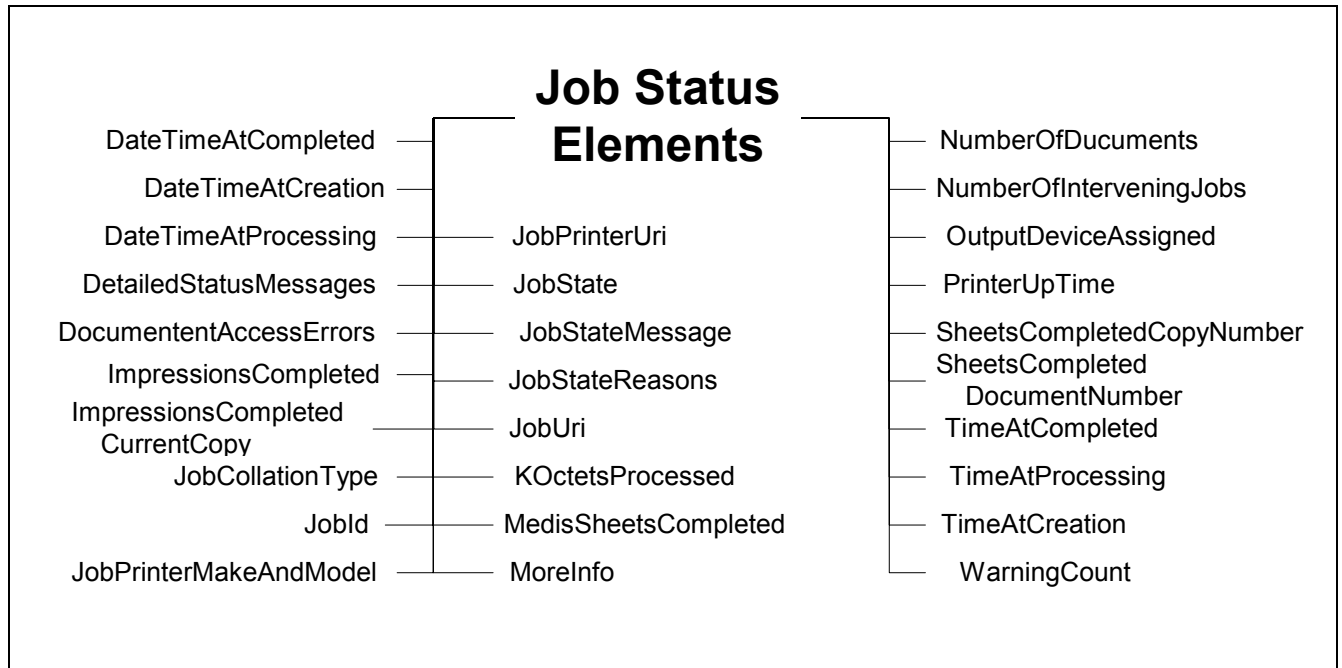 Job Status
Elements
DateTimeAtCompleted
DateTimeAtCreation
DateTimeAtProcessing
DetailedStatusMessages
DocumententAccessErrors
ImpressionsCompleted
ImpressionsCompleted
CurrentCopy
JobCollationType
JobId
JobPrinterMakeAndModel
JobPrinterUri
JobState
JobStateMessage
JobStateReasons
JobUri
KOctetsProcessed
MedisSheetsCompleted
MoreInfo
NumberOfDucuments
NumberOfInterveningJobs
OutputDeviceAssigned
PrinterUpTime
SheetsCompletedCopyNumber
SheetsCompleted
DocumentNumber
TimeAtCompleted
TimeAtProcessing
TimeAtCreation
WarningCount